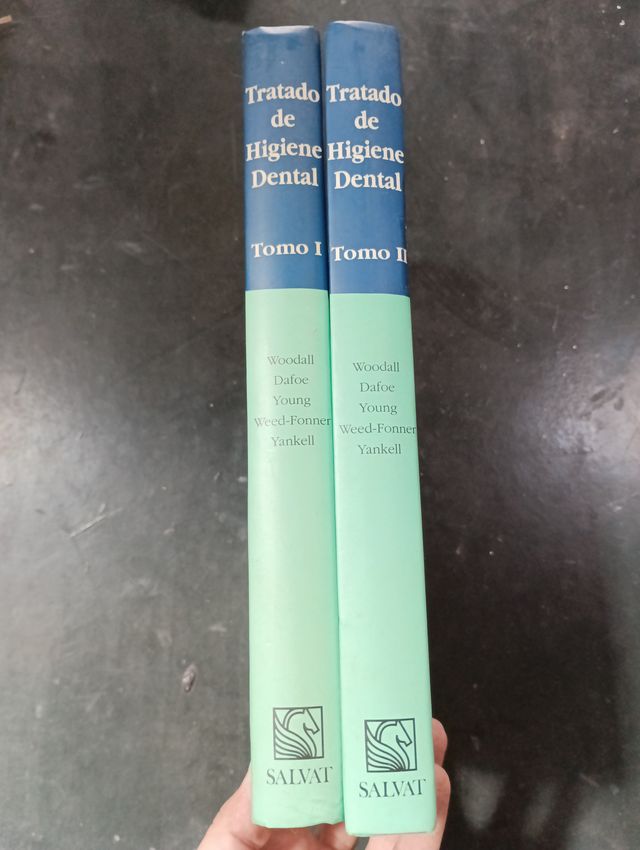 Tratado
de
Higiene
Dental
Tomo I
Woodall
Dafoe
Young
Weed-Fonner
Yankell
SALVAT
Tratado
de
Higiene
Dental
Tomo II
Woodall
Dafoe
Young
Weed-Fonner
Yankell
SALVAT